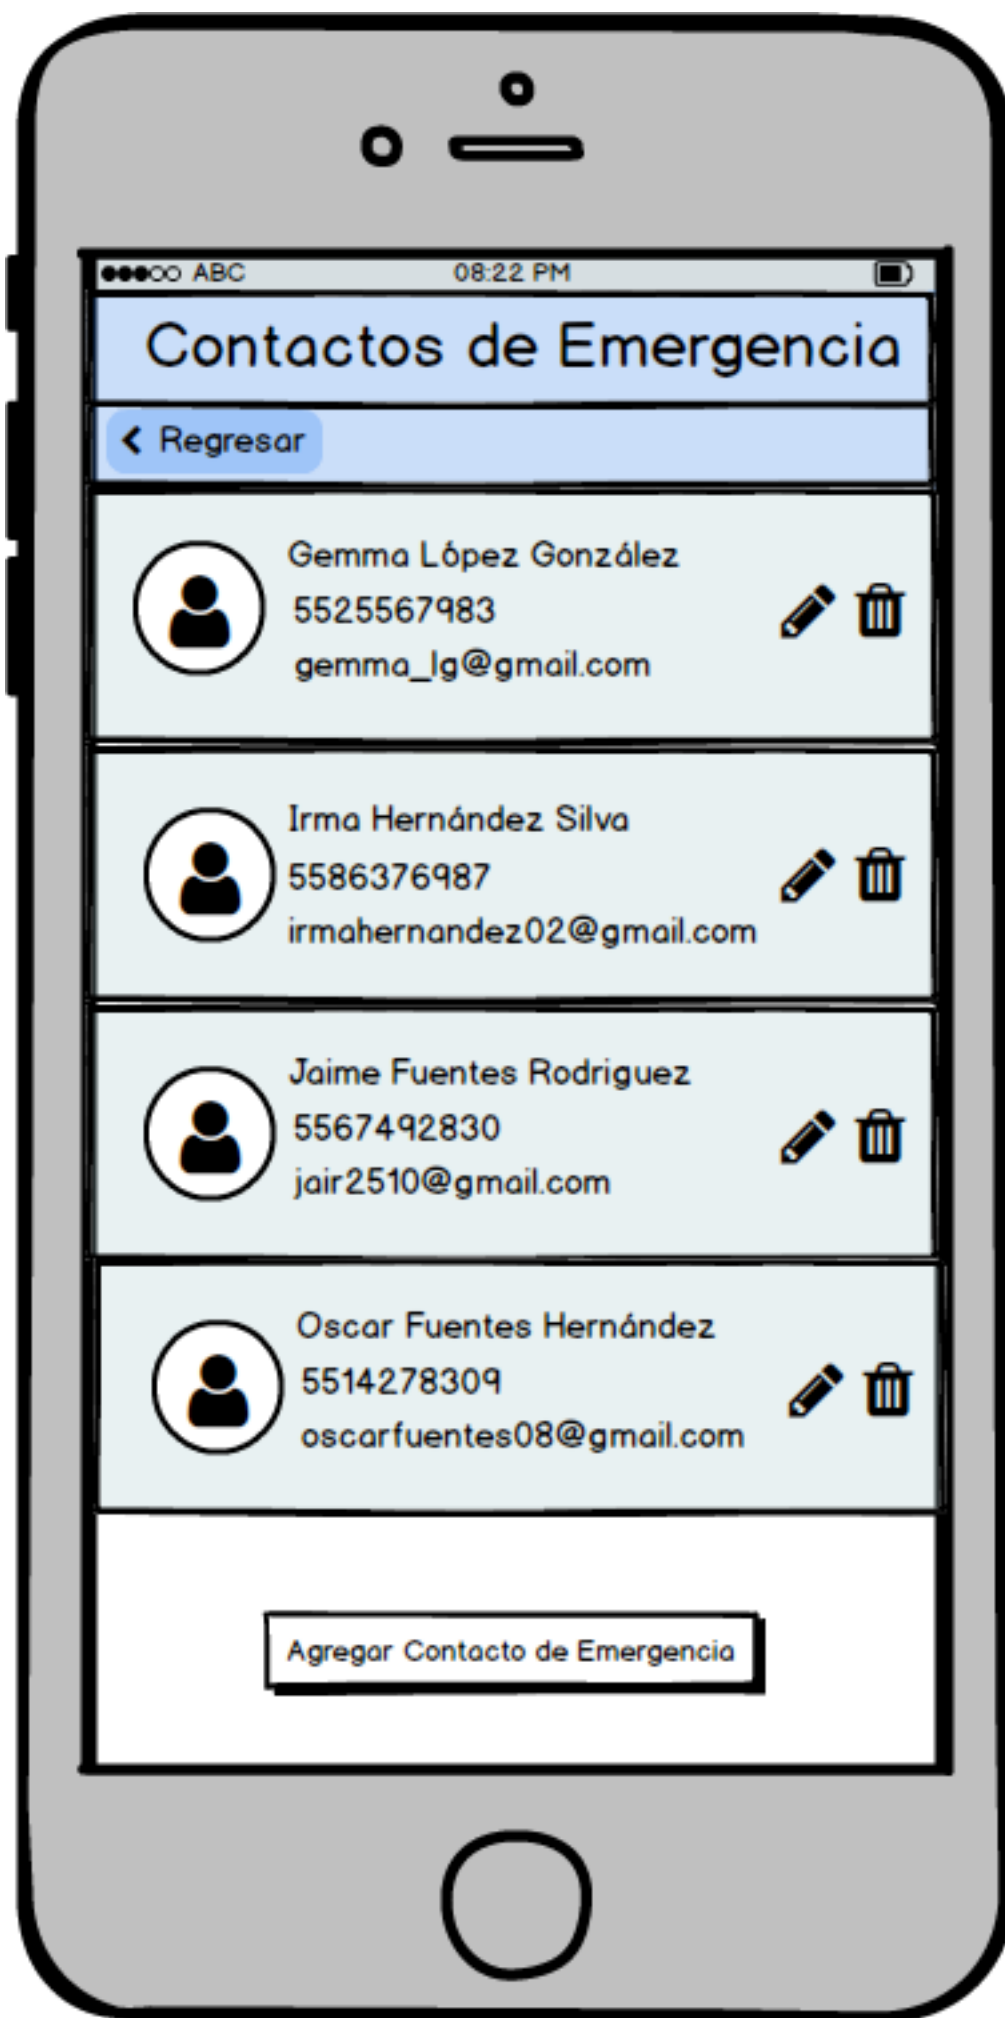 ABC 08:22 PM
Contactos de Emergencia
Regresar
Gemma López González
5525567983
gemma_lg@gmail.com
Irma Hernández Silva
5586376987
irmahernandez02@gmail.com
Jaime Fuentes Rodriguez
5567492830
jair2510@gmail.com
Oscar Fuentes Hernández
5514278309
oscarfuentes08@gmail.com
Agregar Contacto de Emergencia